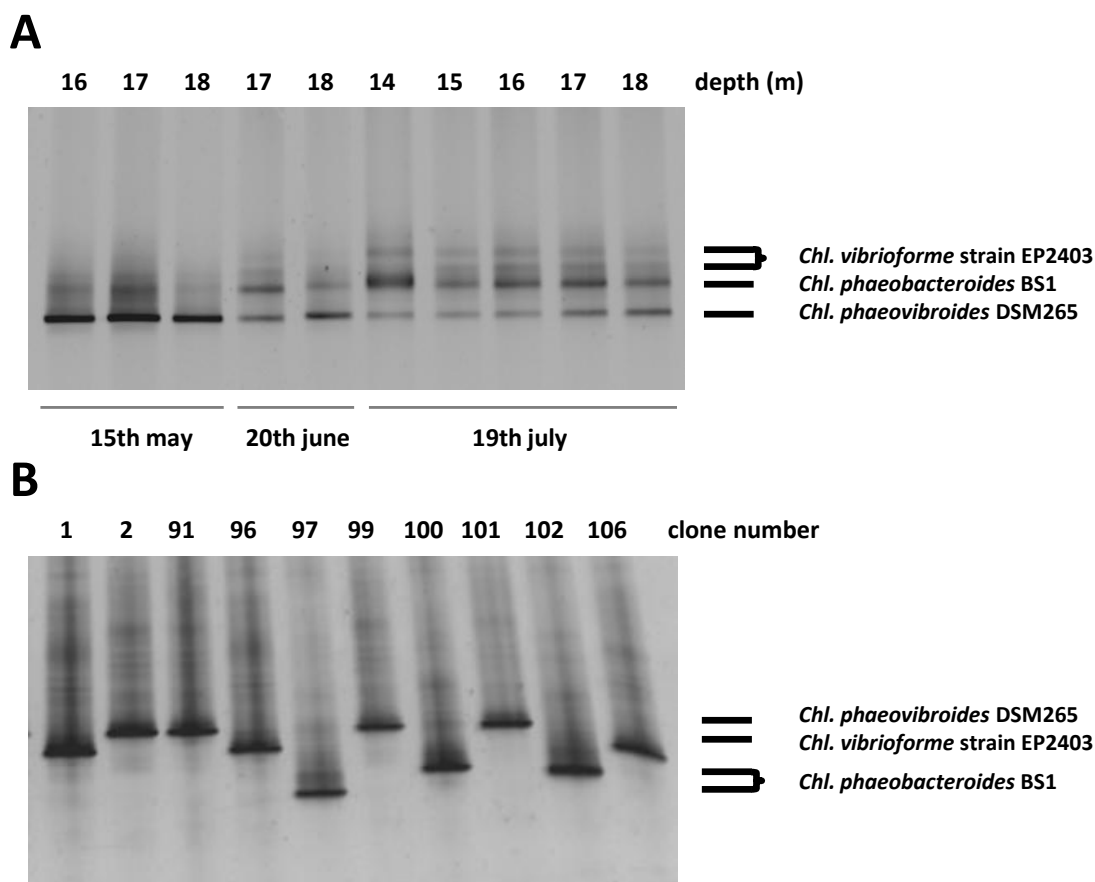 A
16 17 18 17 18 14 15 16 17 18 depth (m)
Chl. vibrioforme strain EP2403
Chl. phaeobacteroides BS1
Chl. phaeovibroides DSM265
15th may 20th june 19th july
B
1 2 91 96 97 99 100 101 102 106 clone number
Chl. phaeovibroides DSM265
Chl. vibrioforme strain EP2403
Chl. phaeobacteroides BS1